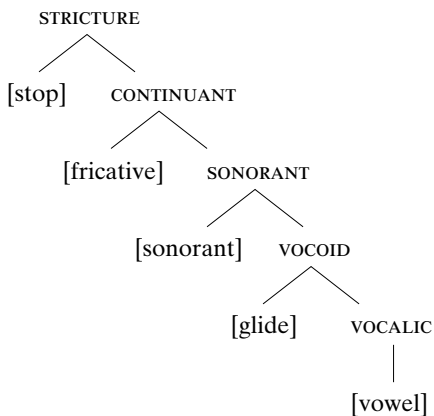 STRICTURE
[stop] CONTINUANT
[fricative] SONORANT
[sonorant] VOCOID
[glide] VOCALIC
[vowel]